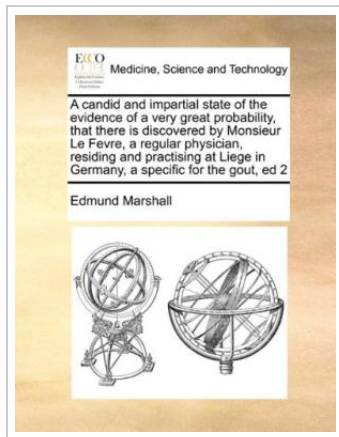 ECCO
Medicine, Science and Technology
A candid and impartial state of the
evidence of a very great probability,
that there is discovered by Monsieur
Le Fevre, a regular physician,
residing and practising at Liege in
Germany, a specific for the gout, ed 2
Edmund Marshall